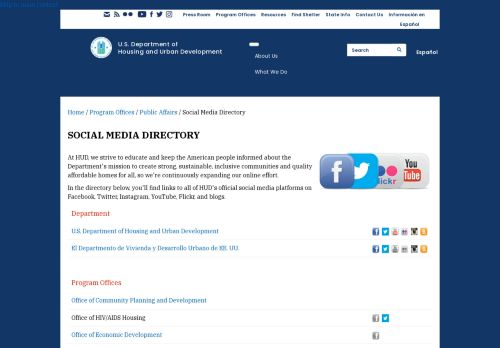 Skip to main content
Press Room Program Offices Resources Find Shelter State Info Contact Us Información en Español
U.S. Department of
Housing and Urban Development
About Us
What We Do
Search
Español
Home / Program Offices / Public Affairs / Social Media Directory
SOCIAL MEDIA DIRECTORY
At HUD, we strive to educate and keep the American people informed about the
Department's mission to create strong, sustainable, inclusive communities and quality
affordable homes for all, so we're continuously expanding our online effort.
In the directory below, you'll find links to all of HUD's official social media platforms on
Facebook, Twitter, Instagram, YouTube, Flickr, and blogs.
flickr
You
Tube
Department
U.S. Department of Housing and Urban Development
El Departamento de Vivienda y Desarrollo Urbano de EE. UU.
Program Offices
Office of Community Planning and Development
Office of HIV/AIDS Housing
Office of Economic Development